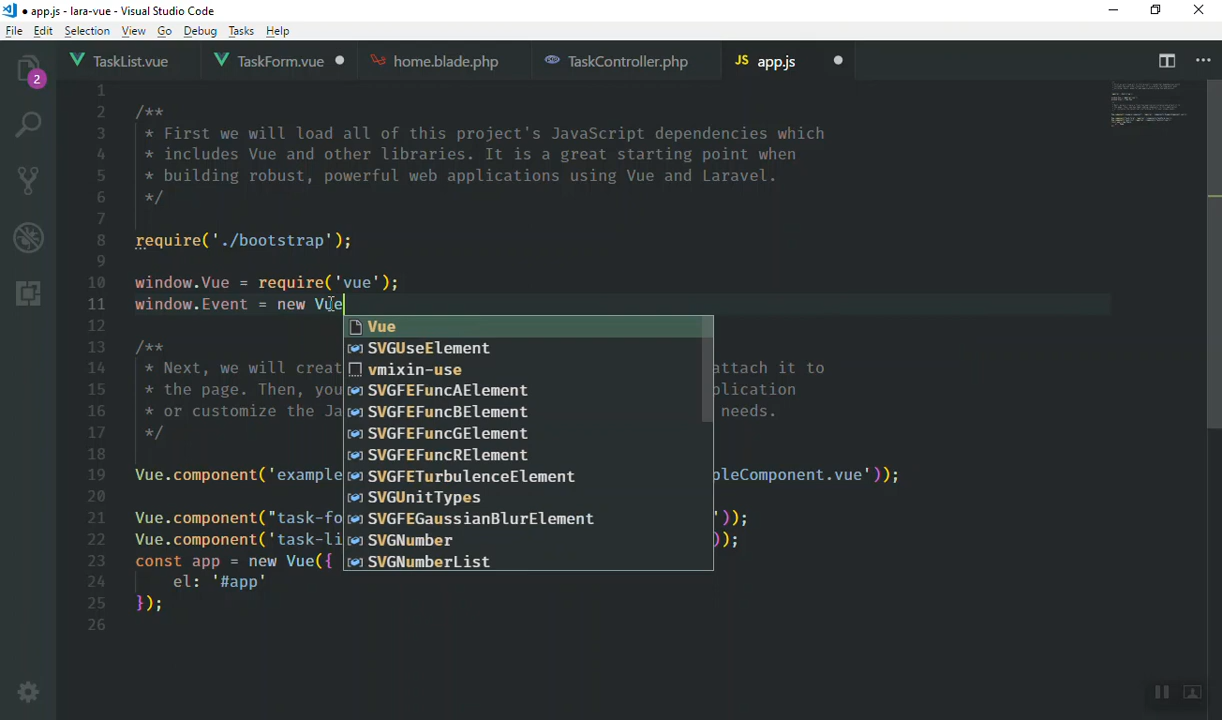 ● app.js - lara-vue - Visual Studio Code
File Edit Selection View Go Debug Tasks Help
2
TaskList.vue TaskForm.vue ● home.blade.php TaskController.php JS app.js ●
1
2 /**
3 * First we will load all of this project's JavaScript dependencies which
4 * includes Vue and other libraries. It is a great starting point when
5 * building robust, powerful web applications using Vue and Laravel.
6 */
7
8 require('./bootstrap');
9
10 window.Vue = require('vue');
11 window.Event = new Vue
12
13 /**
14 * Next, we will creat
15 * the page. Then, you
16 * or customize the Ja
17 */
18
19 Vue.component('example
20
21 Vue.component("task-fo
22 Vue.component('task-li
23 const app = new Vue({
24 el: '#app'
25 });
26
Vue
SVGUseElement
vmixin-use
SVGFEFuncAElement
SVGFEFuncBElement
SVGFEFuncGElement
SVGFEFuncRElement
SVGFETurbulenceElement
SVGUnitTypes
SVGFEGaussianBlurElement
SVGNumber
SVGNumberList
attach it to
plication
needs.
pleComponent.vue'));
'));
));